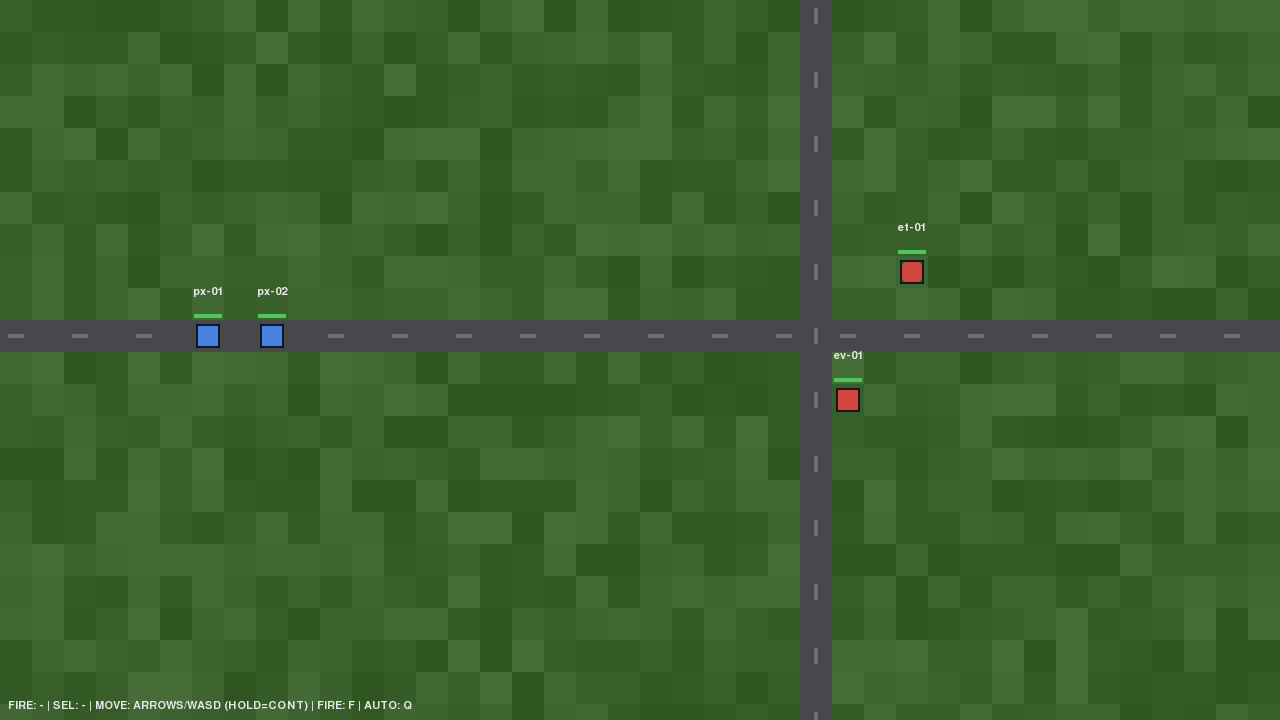 et-01
px-01 px-02
ev-01
FIRE: - | SEL: - | MOVE: ARROWS/WASD (HOLD=CONT) | FIRE: F | AUTO: Q